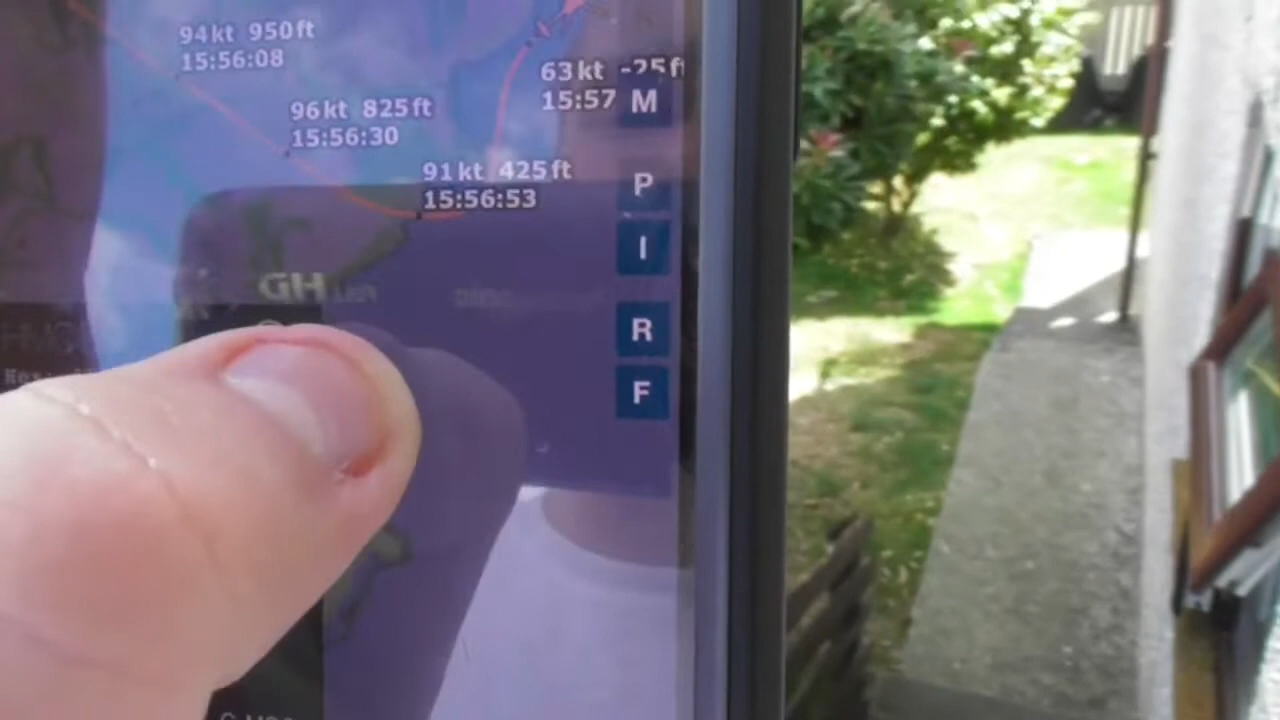 94kt 950ft
15:56:08
96kt 825ft
15:56:30
91kt 425ft
15:56:53
63kt -25ft
15:57
M
P
I
R
F
GH